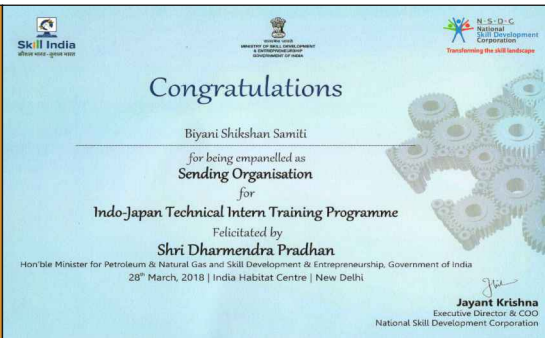 Skill India
कौशल भारत - कुशल भारत
सत्यमेव जयते
MINISTRY OF SKILL DEVELOPMENT
& ENTREPRENEURSHIP
GOVERNMENT OF INDIA
N·S·D·C
National
Skill Development
Corporation
Transforming the skill landscape
Congratulations
Biyani Shikshan Samiti
for being empanelled as
Sending Organisation
for
Indo-Japan Technical Intern Training Programme
Felicitated by
Shri Dharmendra Pradhan
Hon'ble Minister for Petroleum & Natural Gas and Skill Development & Entrepreneurship, Government of India
28th March, 2018 | India Habitat Centre | New Delhi
Jayant Krishna
Executive Director & COO
National Skill Development Corporation